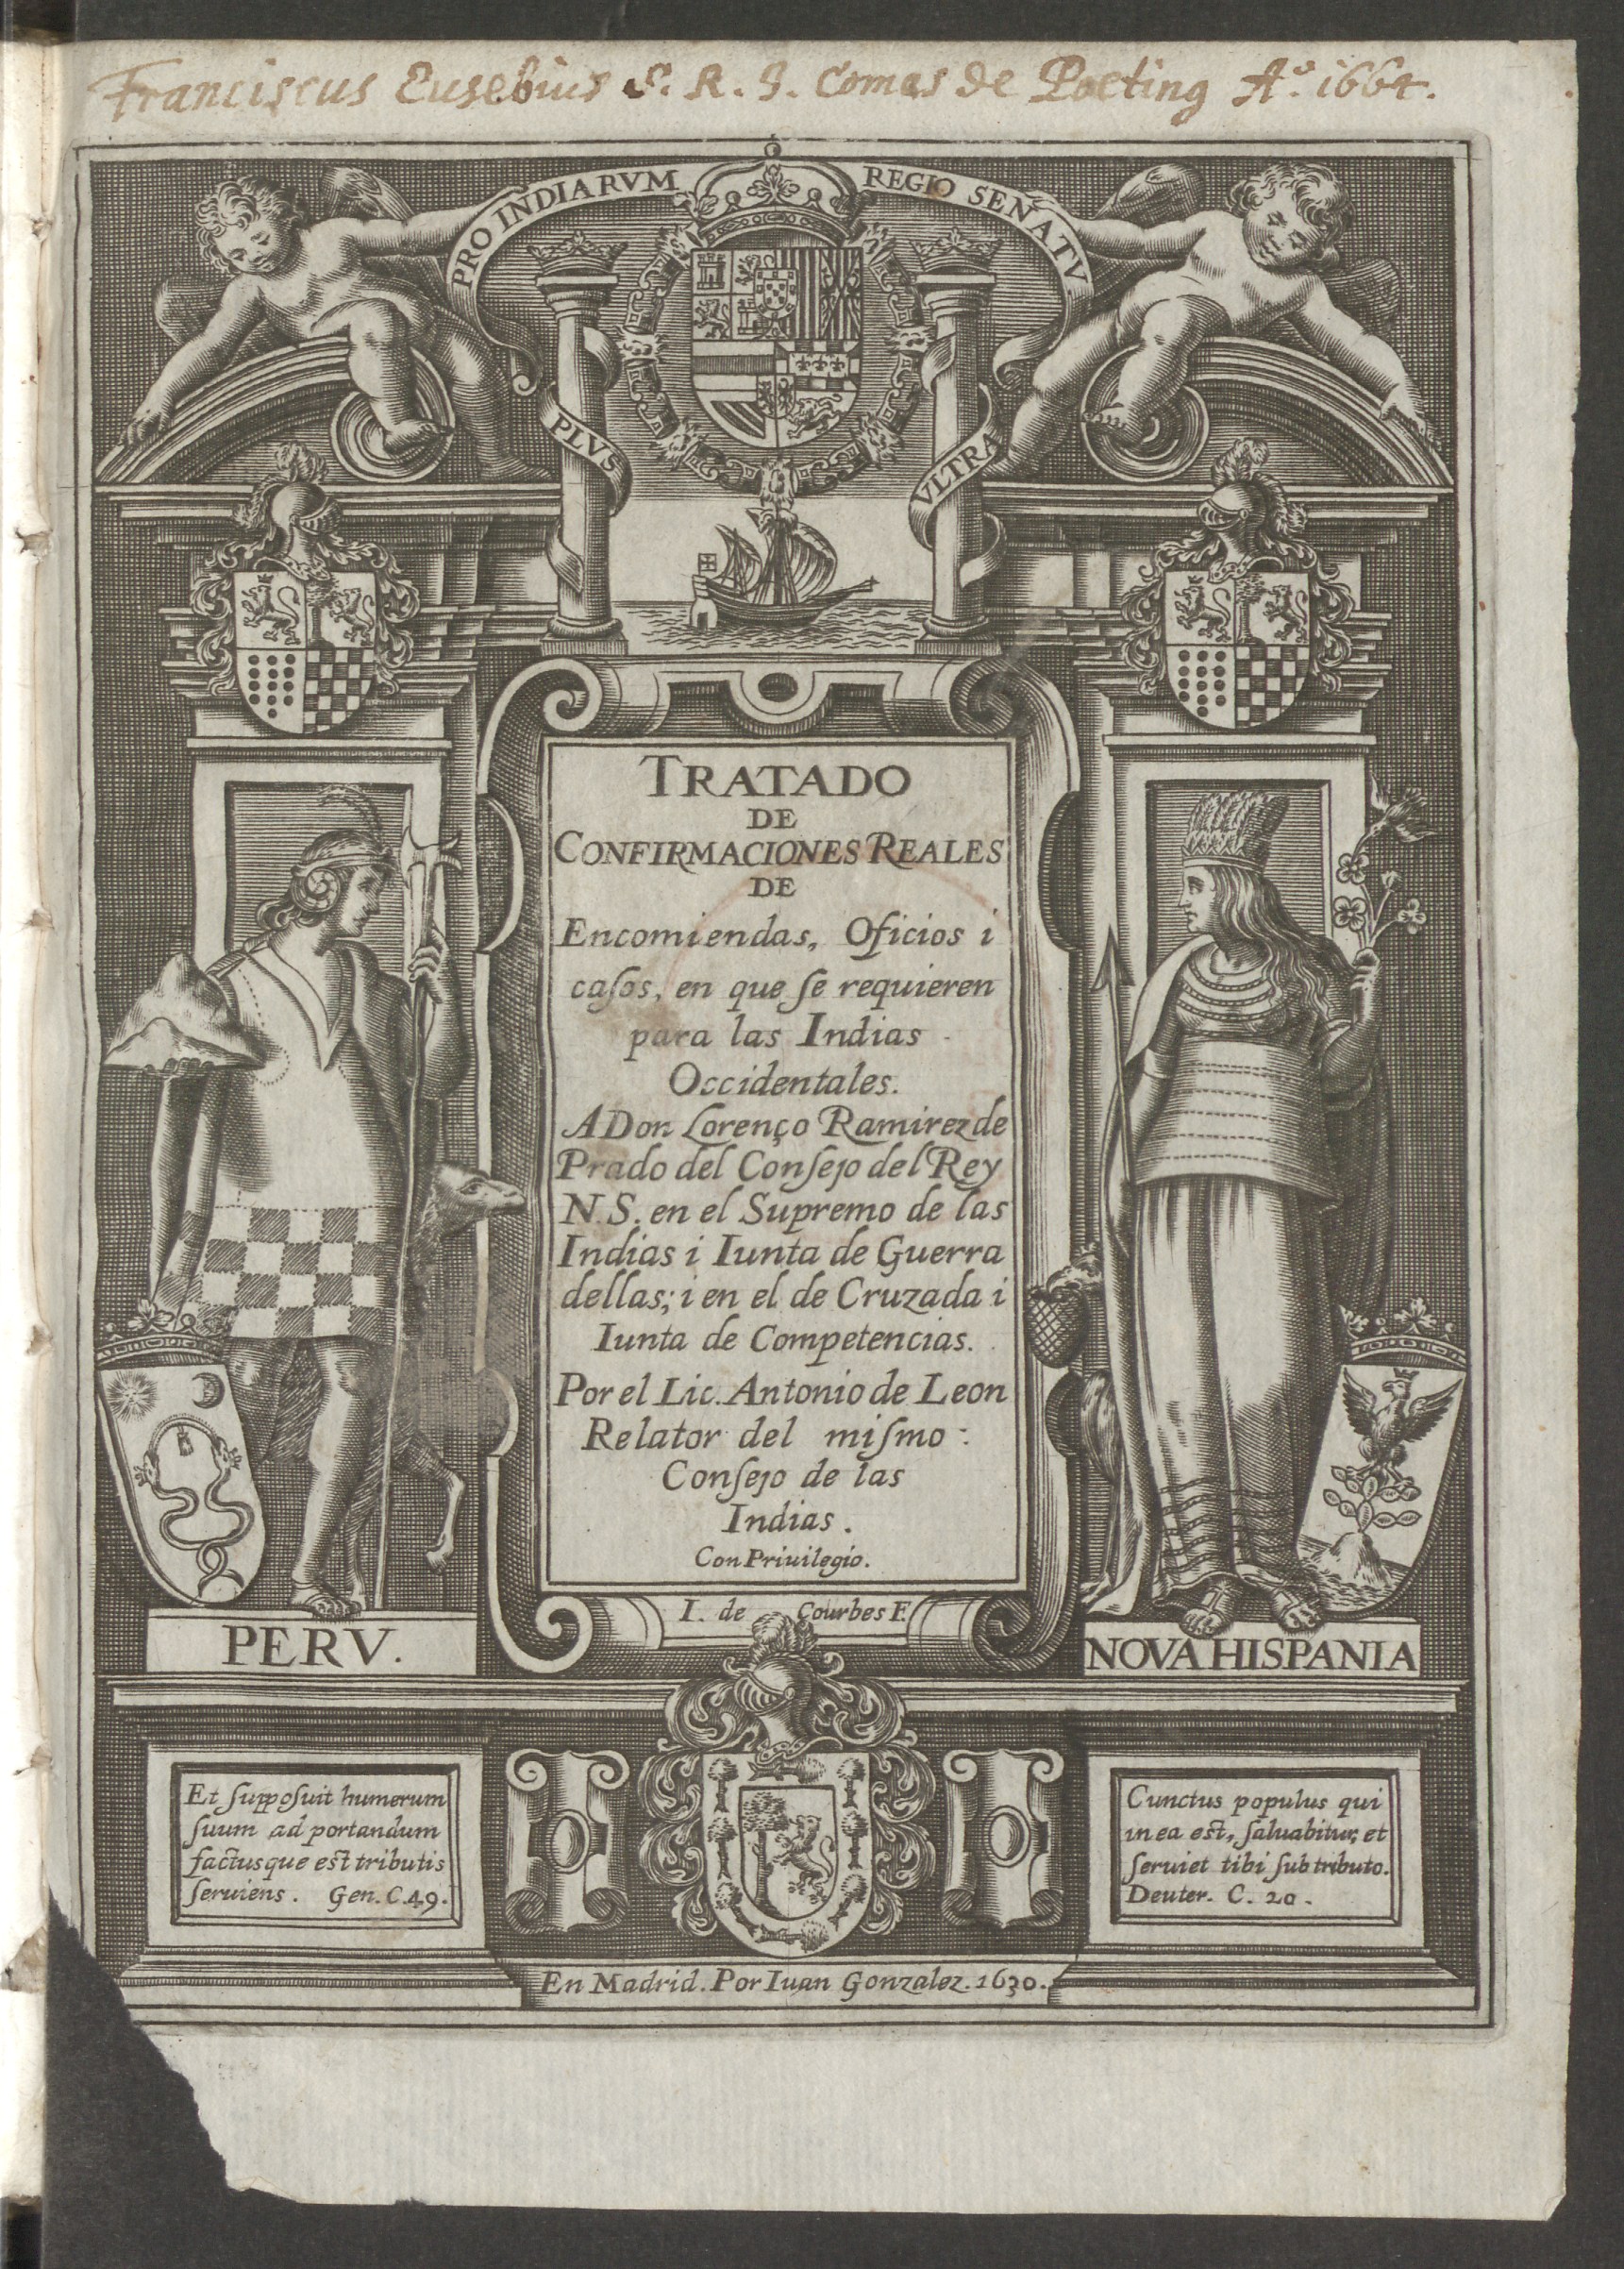 Franciscus Eusebius S. R. I. Comes de Poeting Aº. 1664.
PRO INDIARVM REGIO SENATV
PLVS VLTRA
TRATADO
DE
CONFIRMACIONES REALES
DE
Encomiendas, Oficios i
caſos, en que ſe requieren
para las Indias
Occidentales.
A Don Lorenço Ramirez de
Prado del Conſejo del Rey
N.S. en el Supremo de las
Indias i Iunta de Guerra
dellas; i en el de Cruzada i
Iunta de Competencias.
Por el Lic. Antonio de Leon
Relator del miſmo
Conſejo de las
Indias.
Con Priuilegio.
I. de Courbes F.
PERV.
NOVA HISPANIA
Et ſuppoſuit humerum
ſuum ad portandum
factusque est tributis
ſeruiens. Gen. C. 49.
Cunctus populus qui
in ea est, ſaluabitur, et
ſeruiet tibi ſub tributo.
Deuter. C. 20.
En Madrid. Por Iuan Gonzalez. 1630.